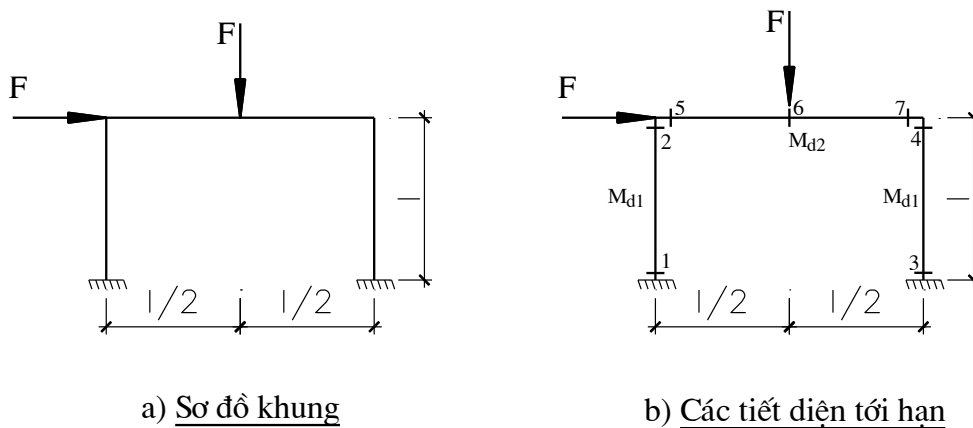 F
F
l
l/2
l/2
a) Sơ đồ khung
F
F
5
6
7
2
4
M_d2
M_d1
M_d1
1
3
l
l/2
l/2
b) Các tiết diện tới hạn